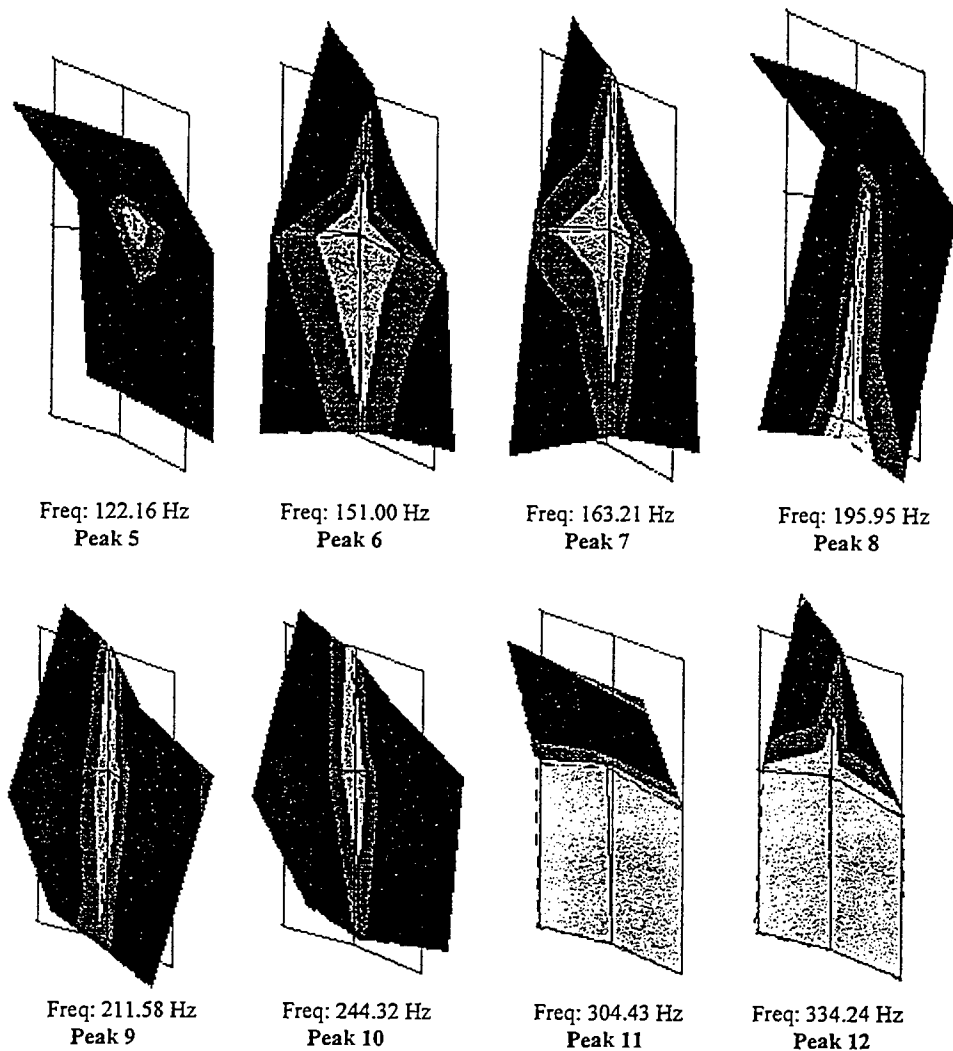 Freq: 122.16 Hz
Peak 5
Freq: 151.00 Hz
Peak 6
Freq: 163.21 Hz
Peak 7
Freq: 195.95 Hz
Peak 8
Freq: 211.58 Hz
Peak 9
Freq: 244.32 Hz
Peak 10
Freq: 304.43 Hz
Peak 11
Freq: 334.24 Hz
Peak 12